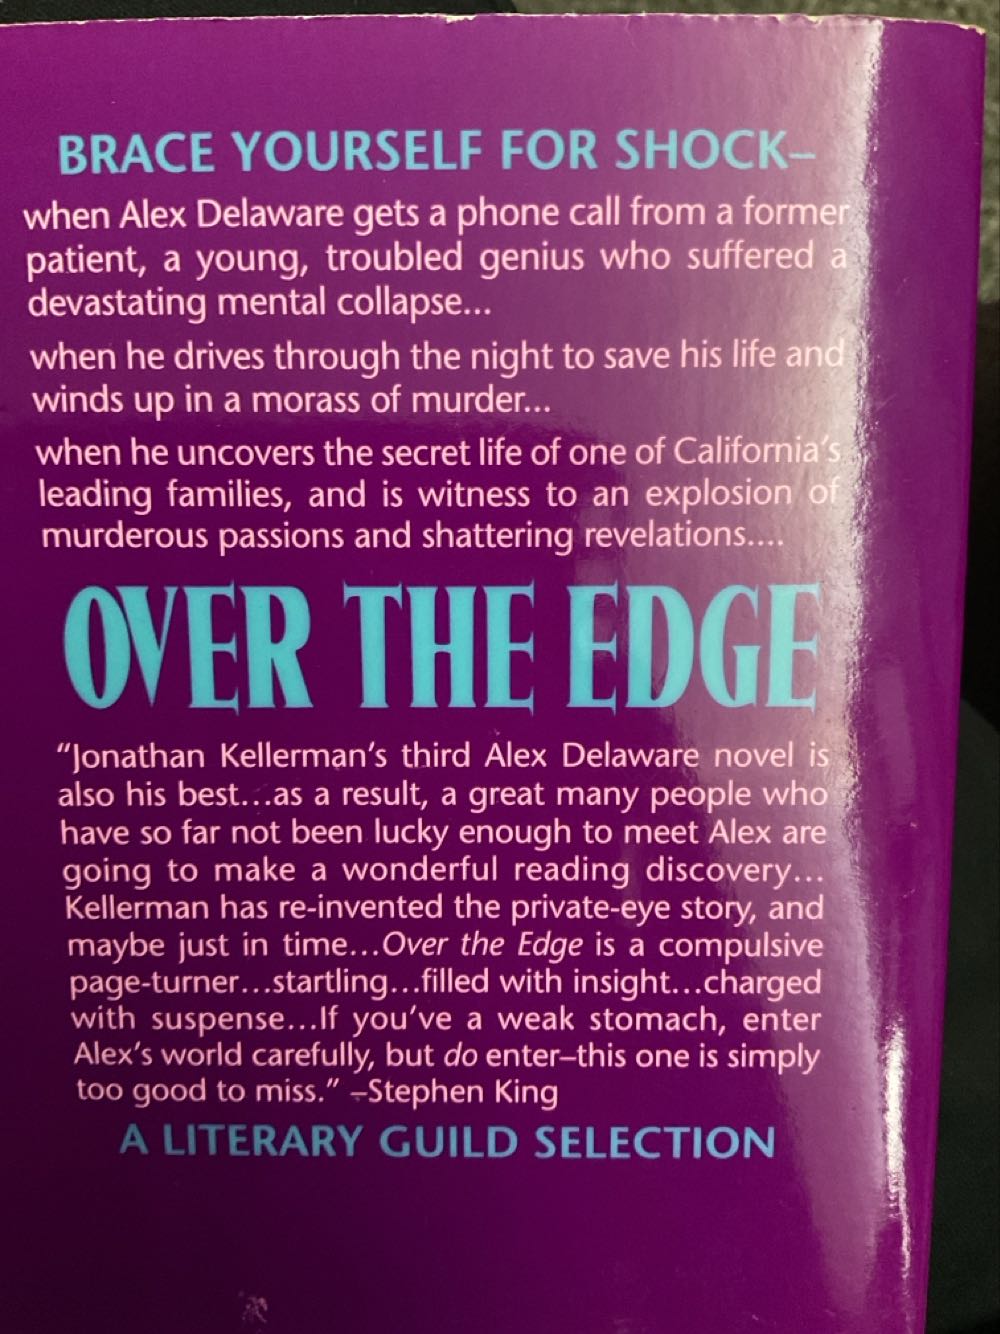 BRACE YOURSELF FOR SHOCK–
when Alex Delaware gets a phone call from a former
patient, a young, troubled genius who suffered a
devastating mental collapse...
when he drives through the night to save his life and
winds up in a morass of murder...
when he uncovers the secret life of one of California's
leading families, and is witness to an explosion of
murderous passions and shattering revelations....
OVER THE EDGE
“Jonathan Kellerman’s third Alex Delaware novel is
also his best...as a result, a great many people who
have so far not been lucky enough to meet Alex are
going to make a wonderful reading discovery...
Kellerman has re-invented the private-eye story, and
maybe just in time...Over the Edge is a compulsive
page-turner...startling...filled with insight...charged
with suspense...If you’ve a weak stomach, enter
Alex’s world carefully, but do enter–this one is simply
too good to miss.” –Stephen King
A LITERARY GUILD SELECTION